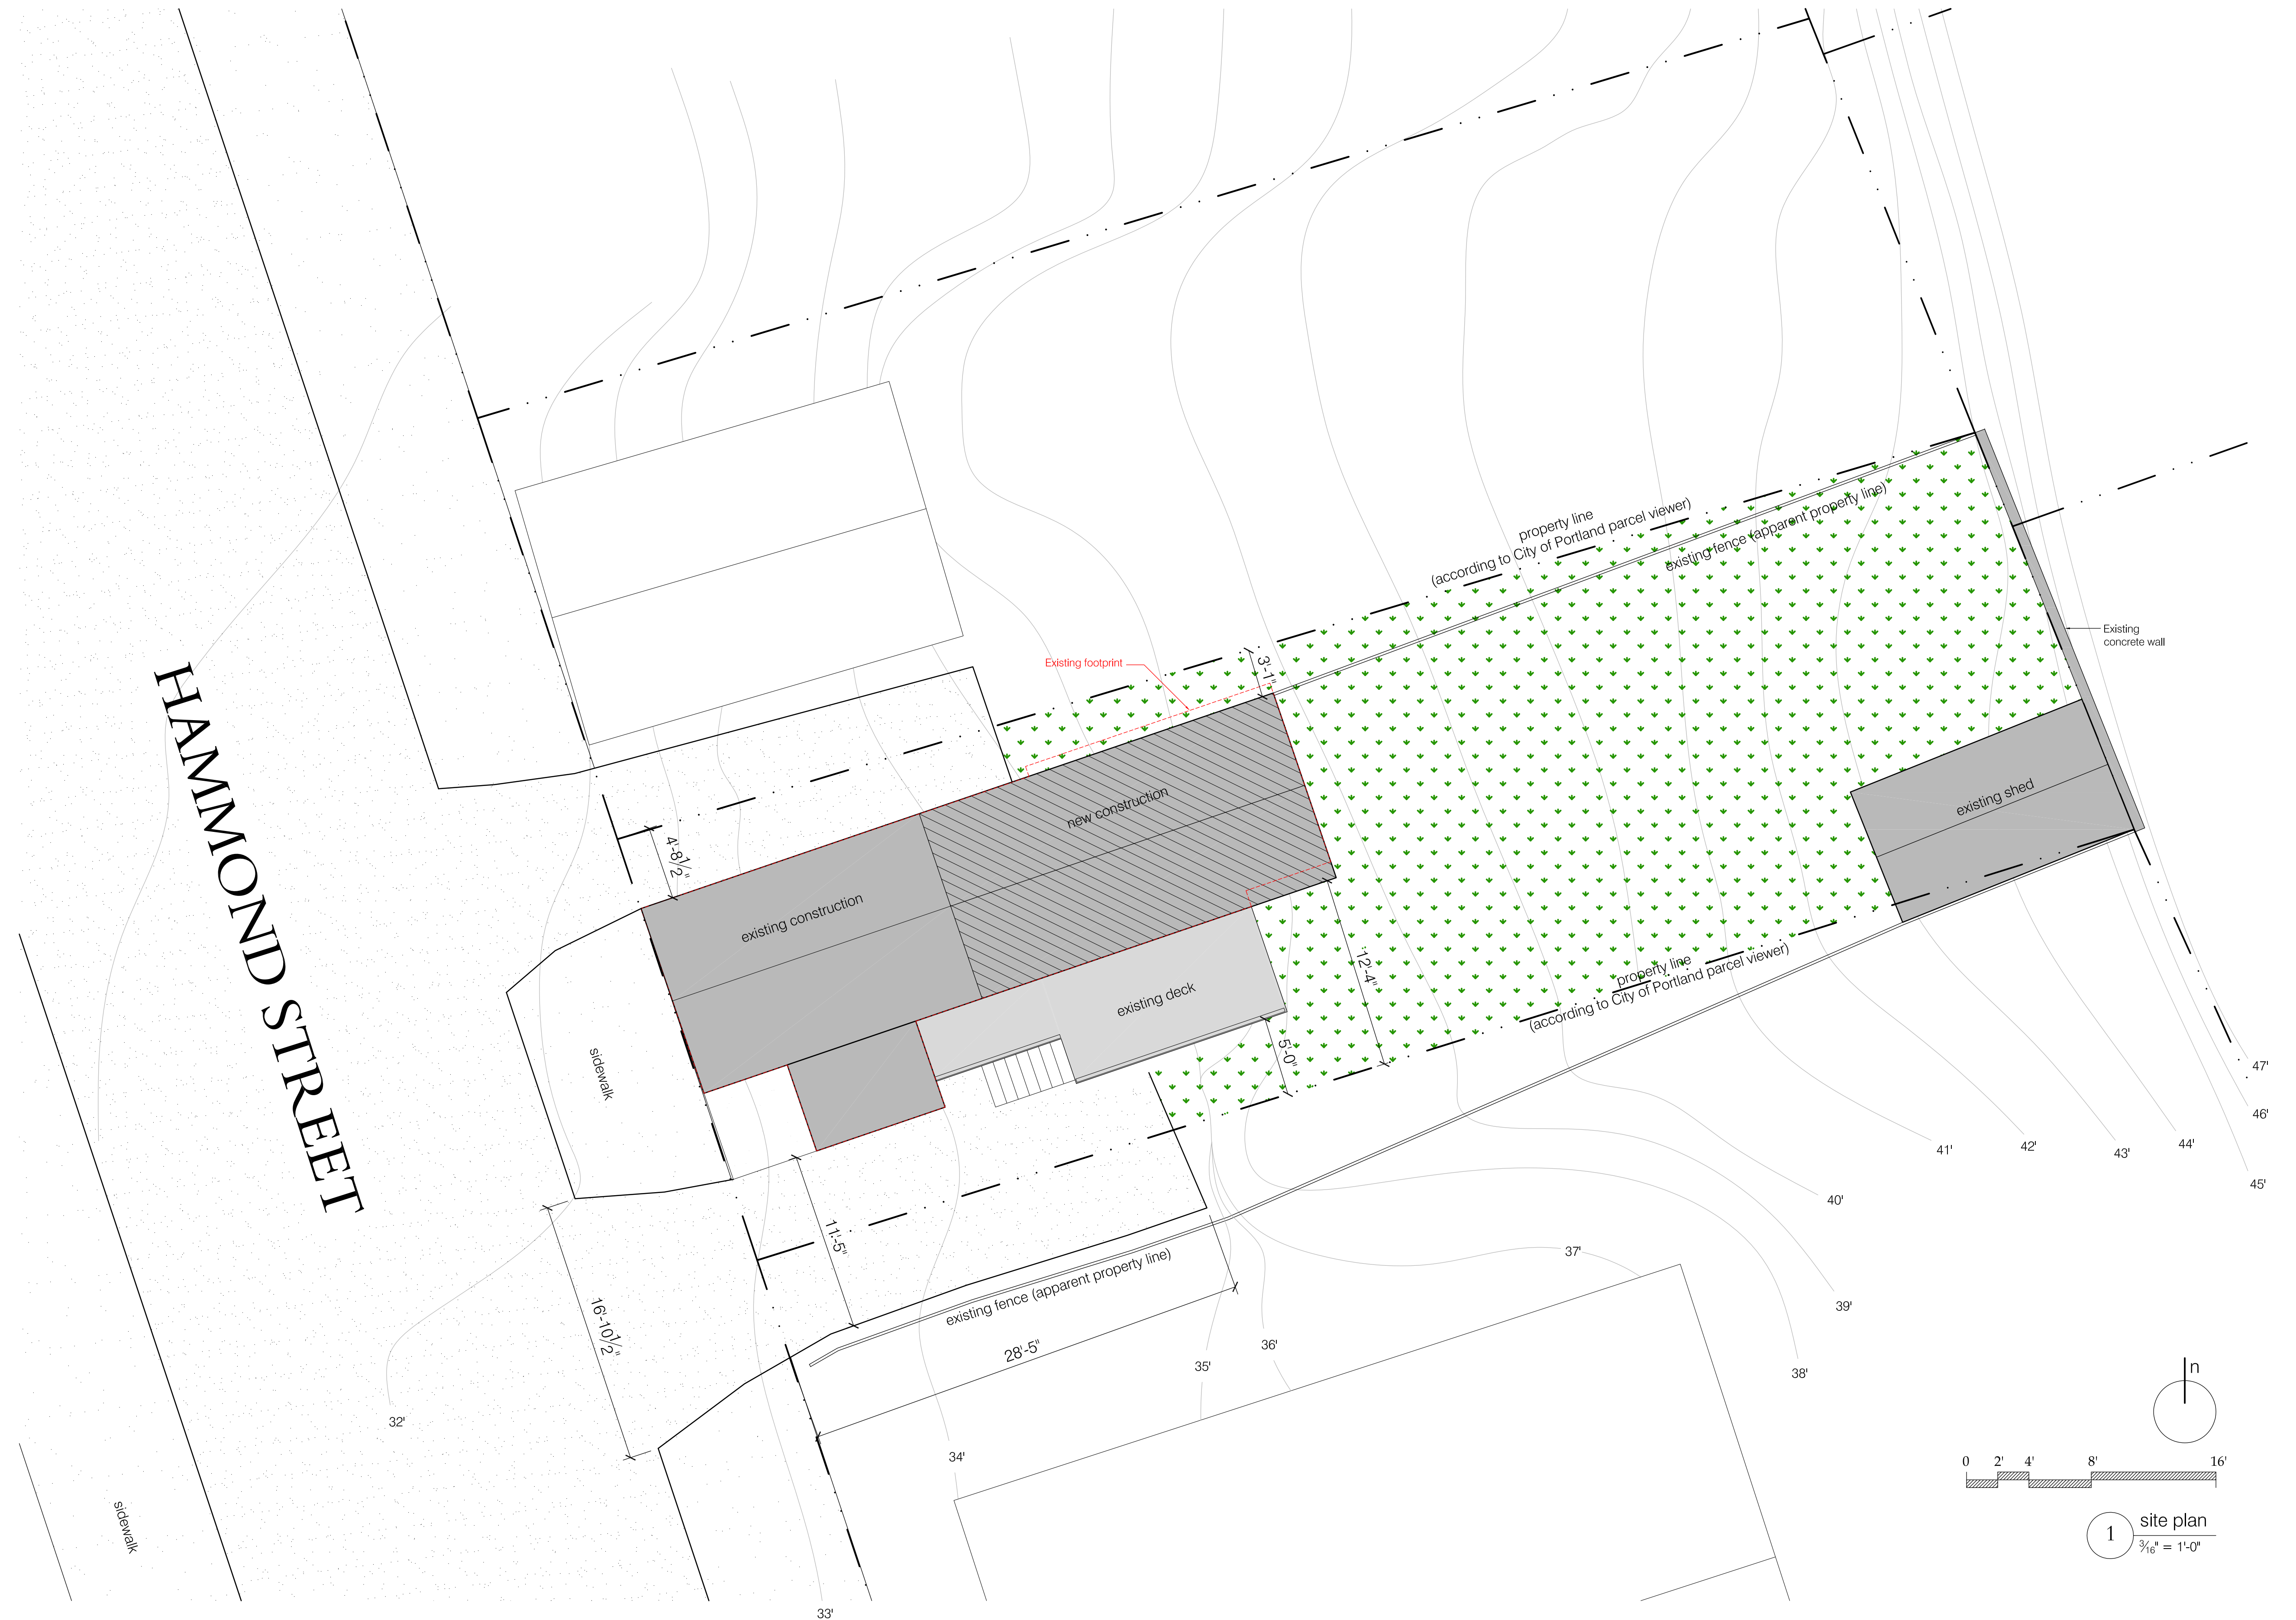 HAMMOND STREET
property line
(according to City of Portland parcel viewer)
existing fence (apparent property line)
Existing
concrete wall
Existing footprint
3'-1"
new construction
existing shed
4'-8 1/2"
existing construction
existing deck
12'-4"
property line
(according to City of Portland parcel viewer)
5'-0"
sidewalk
47'
46'
45'
44'
43'
42'
41'
40'
39'
38'
37'
36'
35'
34'
33'
32'
11'-5"
existing fence (apparent property line)
28'-5"
16'-10 1/2"
sidewalk
n
0 2' 4' 8' 16'
1
site plan
3/16" = 1'-0"